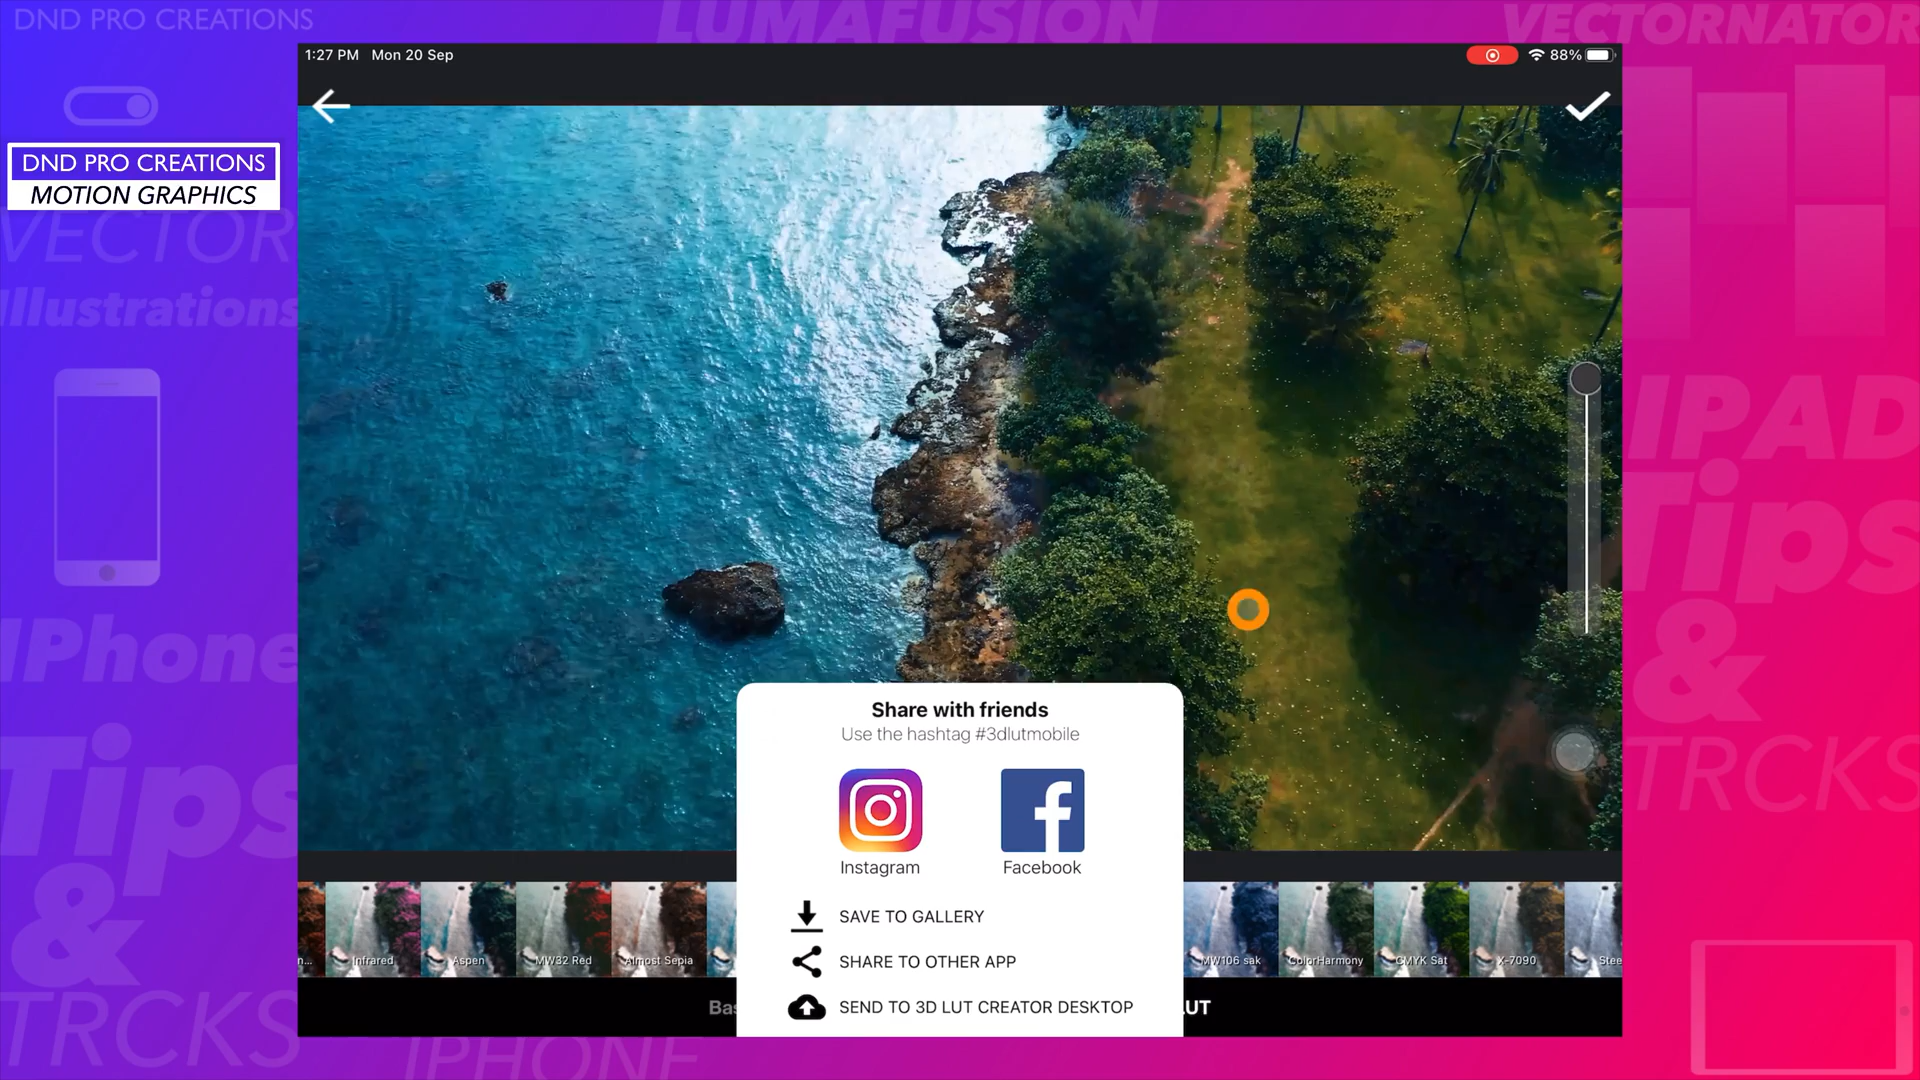 DND PRO CREATIONS
LUMAFUSION
VECTORNATOR
1:27 PM Mon 20 Sep
88%
DND PRO CREATIONS
MOTION GRAPHICS
VECTOR
Illustrations
IPhone
Tips
&
TRCKS
IPHONE
IPAD
Tips
&
TRCKS
Share with friends
Use the hashtag #3dlutmobile
Instagram
Facebook
SAVE TO GALLERY
SHARE TO OTHER APP
SEND TO 3D LUT CREATOR DESKTOP
n...
Infrared
Aspen
MW32 Red
Almost Sepia
MW106 sak
ColorHarmony
CMYK Sat
X-7090
Stee
Bas
LUT